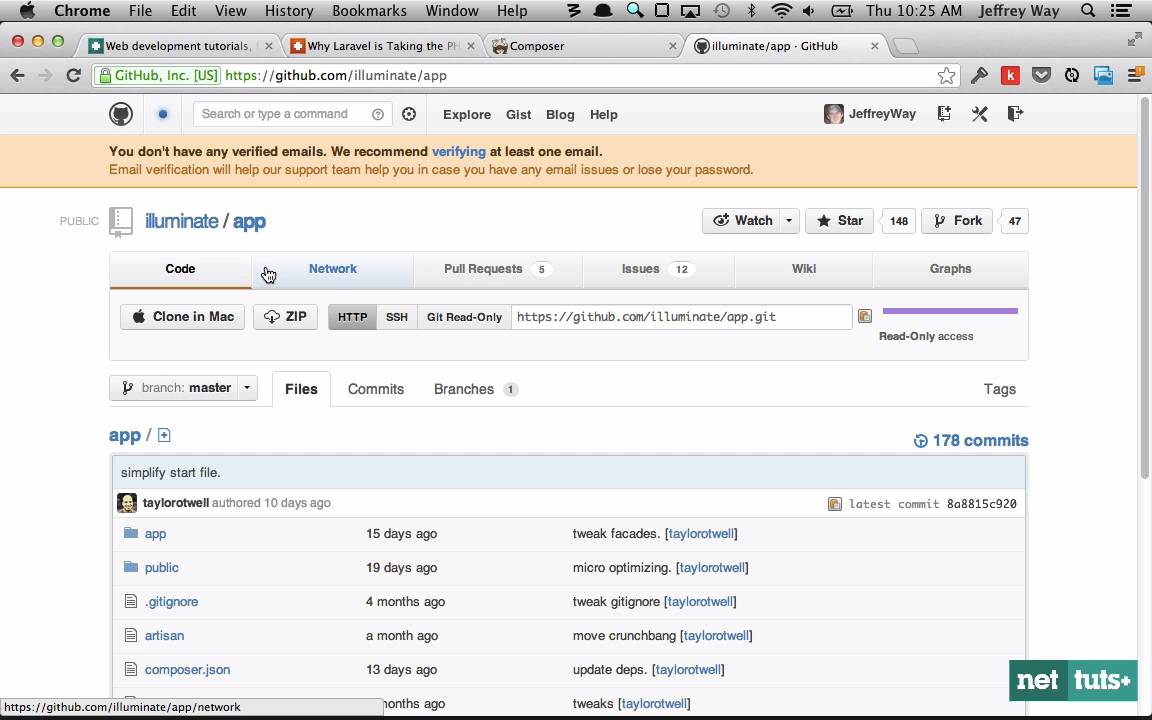 Chrome File Edit View History Bookmarks Window Help Thu 10:25 AM Jeffrey Way
Web development tutorials, Why Laravel is Taking the PH Composer illuminate/app · GitHub
GitHub, Inc. [US] https://github.com/illuminate/app
Search or type a command Explore Gist Blog Help JeffreyWay
You don't have any verified emails. We recommend verifying at least one email.
Email verification will help our support team help you in case you have any email issues or lose your password.
PUBLIC illuminate / app Watch Star 148 Fork 47
Code Network Pull Requests 5 Issues 12 Wiki Graphs
Clone in Mac ZIP HTTP SSH Git Read-Only https://github.com/illuminate/app.git
Read-Only access
branch: master Files Commits Branches 1 Tags
app / 178 commits
simplify start file.
taylorotwell authored 10 days ago latest commit 8a8815c920
app 15 days ago tweak facades. [taylorotwell]
public 19 days ago micro optimizing. [taylorotwell]
.gitignore 4 months ago tweak gitignore [taylorotwell]
artisan a month ago move crunchbang [taylorotwell]
composer.json 13 days ago update deps. [taylorotwell]
months ago tweaks [taylorotwell]
https://github.com/illuminate/app/network
net tuts+